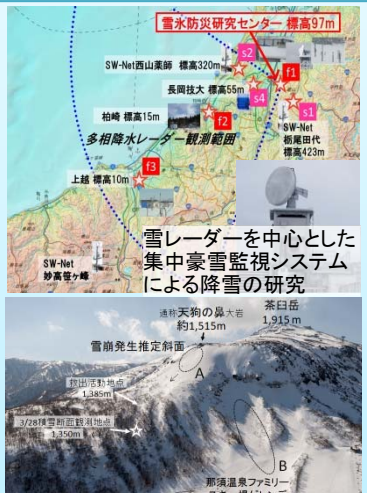 雪氷防災研究センター 標高97m
s2
SW-Net西山薬師 標高320m
f1
長岡技大 標高55m
s4
s1
柏崎 標高15m
f2
SW-Net
栃尾田代
標高423m
多相降水レーダー観測範囲
f3
上越 標高10m
SW-Net
妙高笹ヶ峰
雪レーダーを中心とした
集中豪雪監視システム
による降雪の研究
通称天狗の鼻大岩
約1,515m
茶臼岳
1,915m
雪崩発生推定斜面
A
救出活動地点
1,385m
3/28積雪断面観測地点
1,350m
B
那須温泉ファミリー